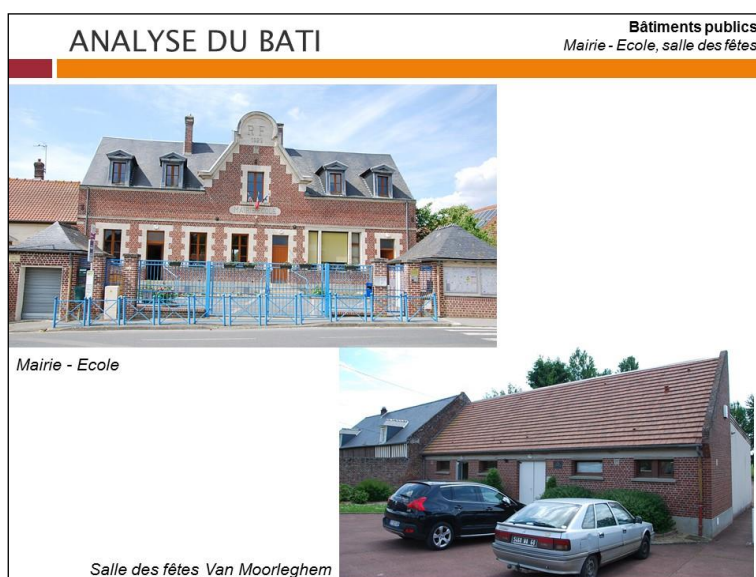 ANALYSE DU BATI
Bâtiments publics
Mairie - Ecole, salle des fêtes
R F
Mairie - Ecole
Salle des fêtes Van Moorleghem